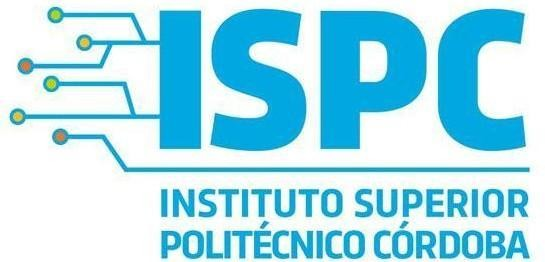 ISPC
INSTITUTO SUPERIOR
POLITÉCNICO CÓRDOBA